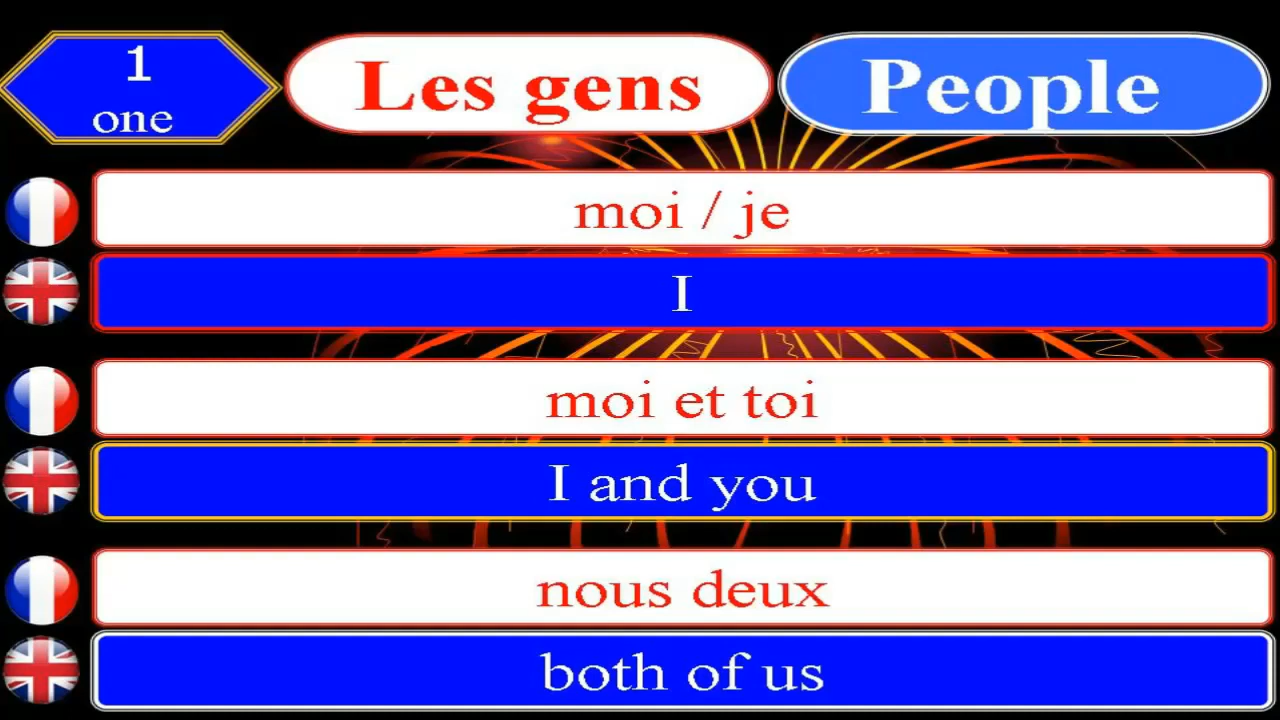 1
one
Les gens
People
moi / je
I
moi et toi
I and you
nous deux
both of us